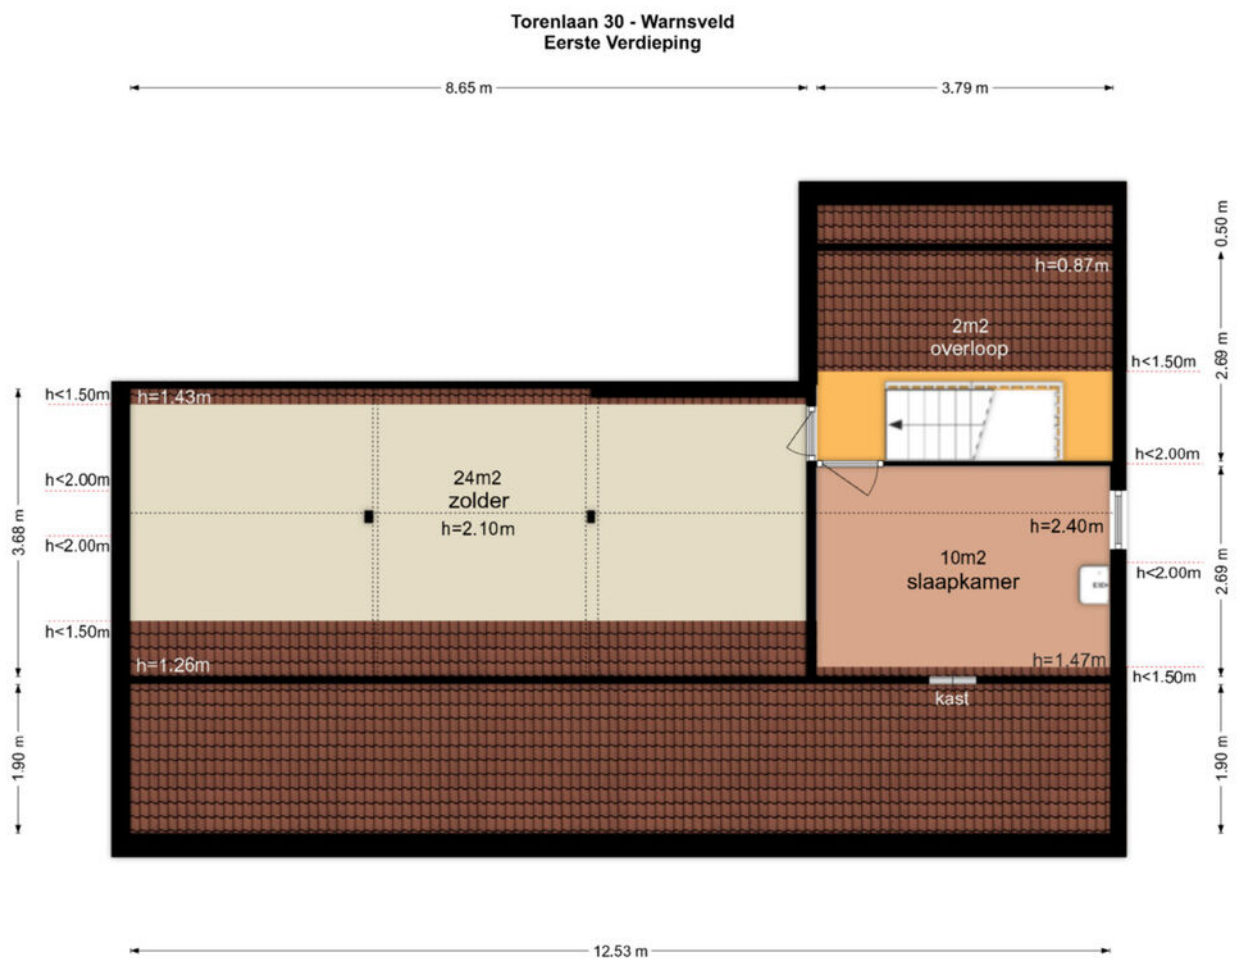 Torenlaan 30 - Warnsveld
Eerste Verdieping
8.65 m
3.79 m
0.50 m
h=0.87m
2m2
overloop
h<1.50m
2.69 m
h<1.50m
h=1.43m
h<2.00m
h<2.00m
24m2
zolder
h=2.10m
h=2.40m
3.68 m
h<2.00m
10m2
slaapkamer
h<2.00m
2.69 m
h<1.50m
h=1.26m
h=1.47m
h<1.50m
kast
1.90 m
1.90 m
12.53 m